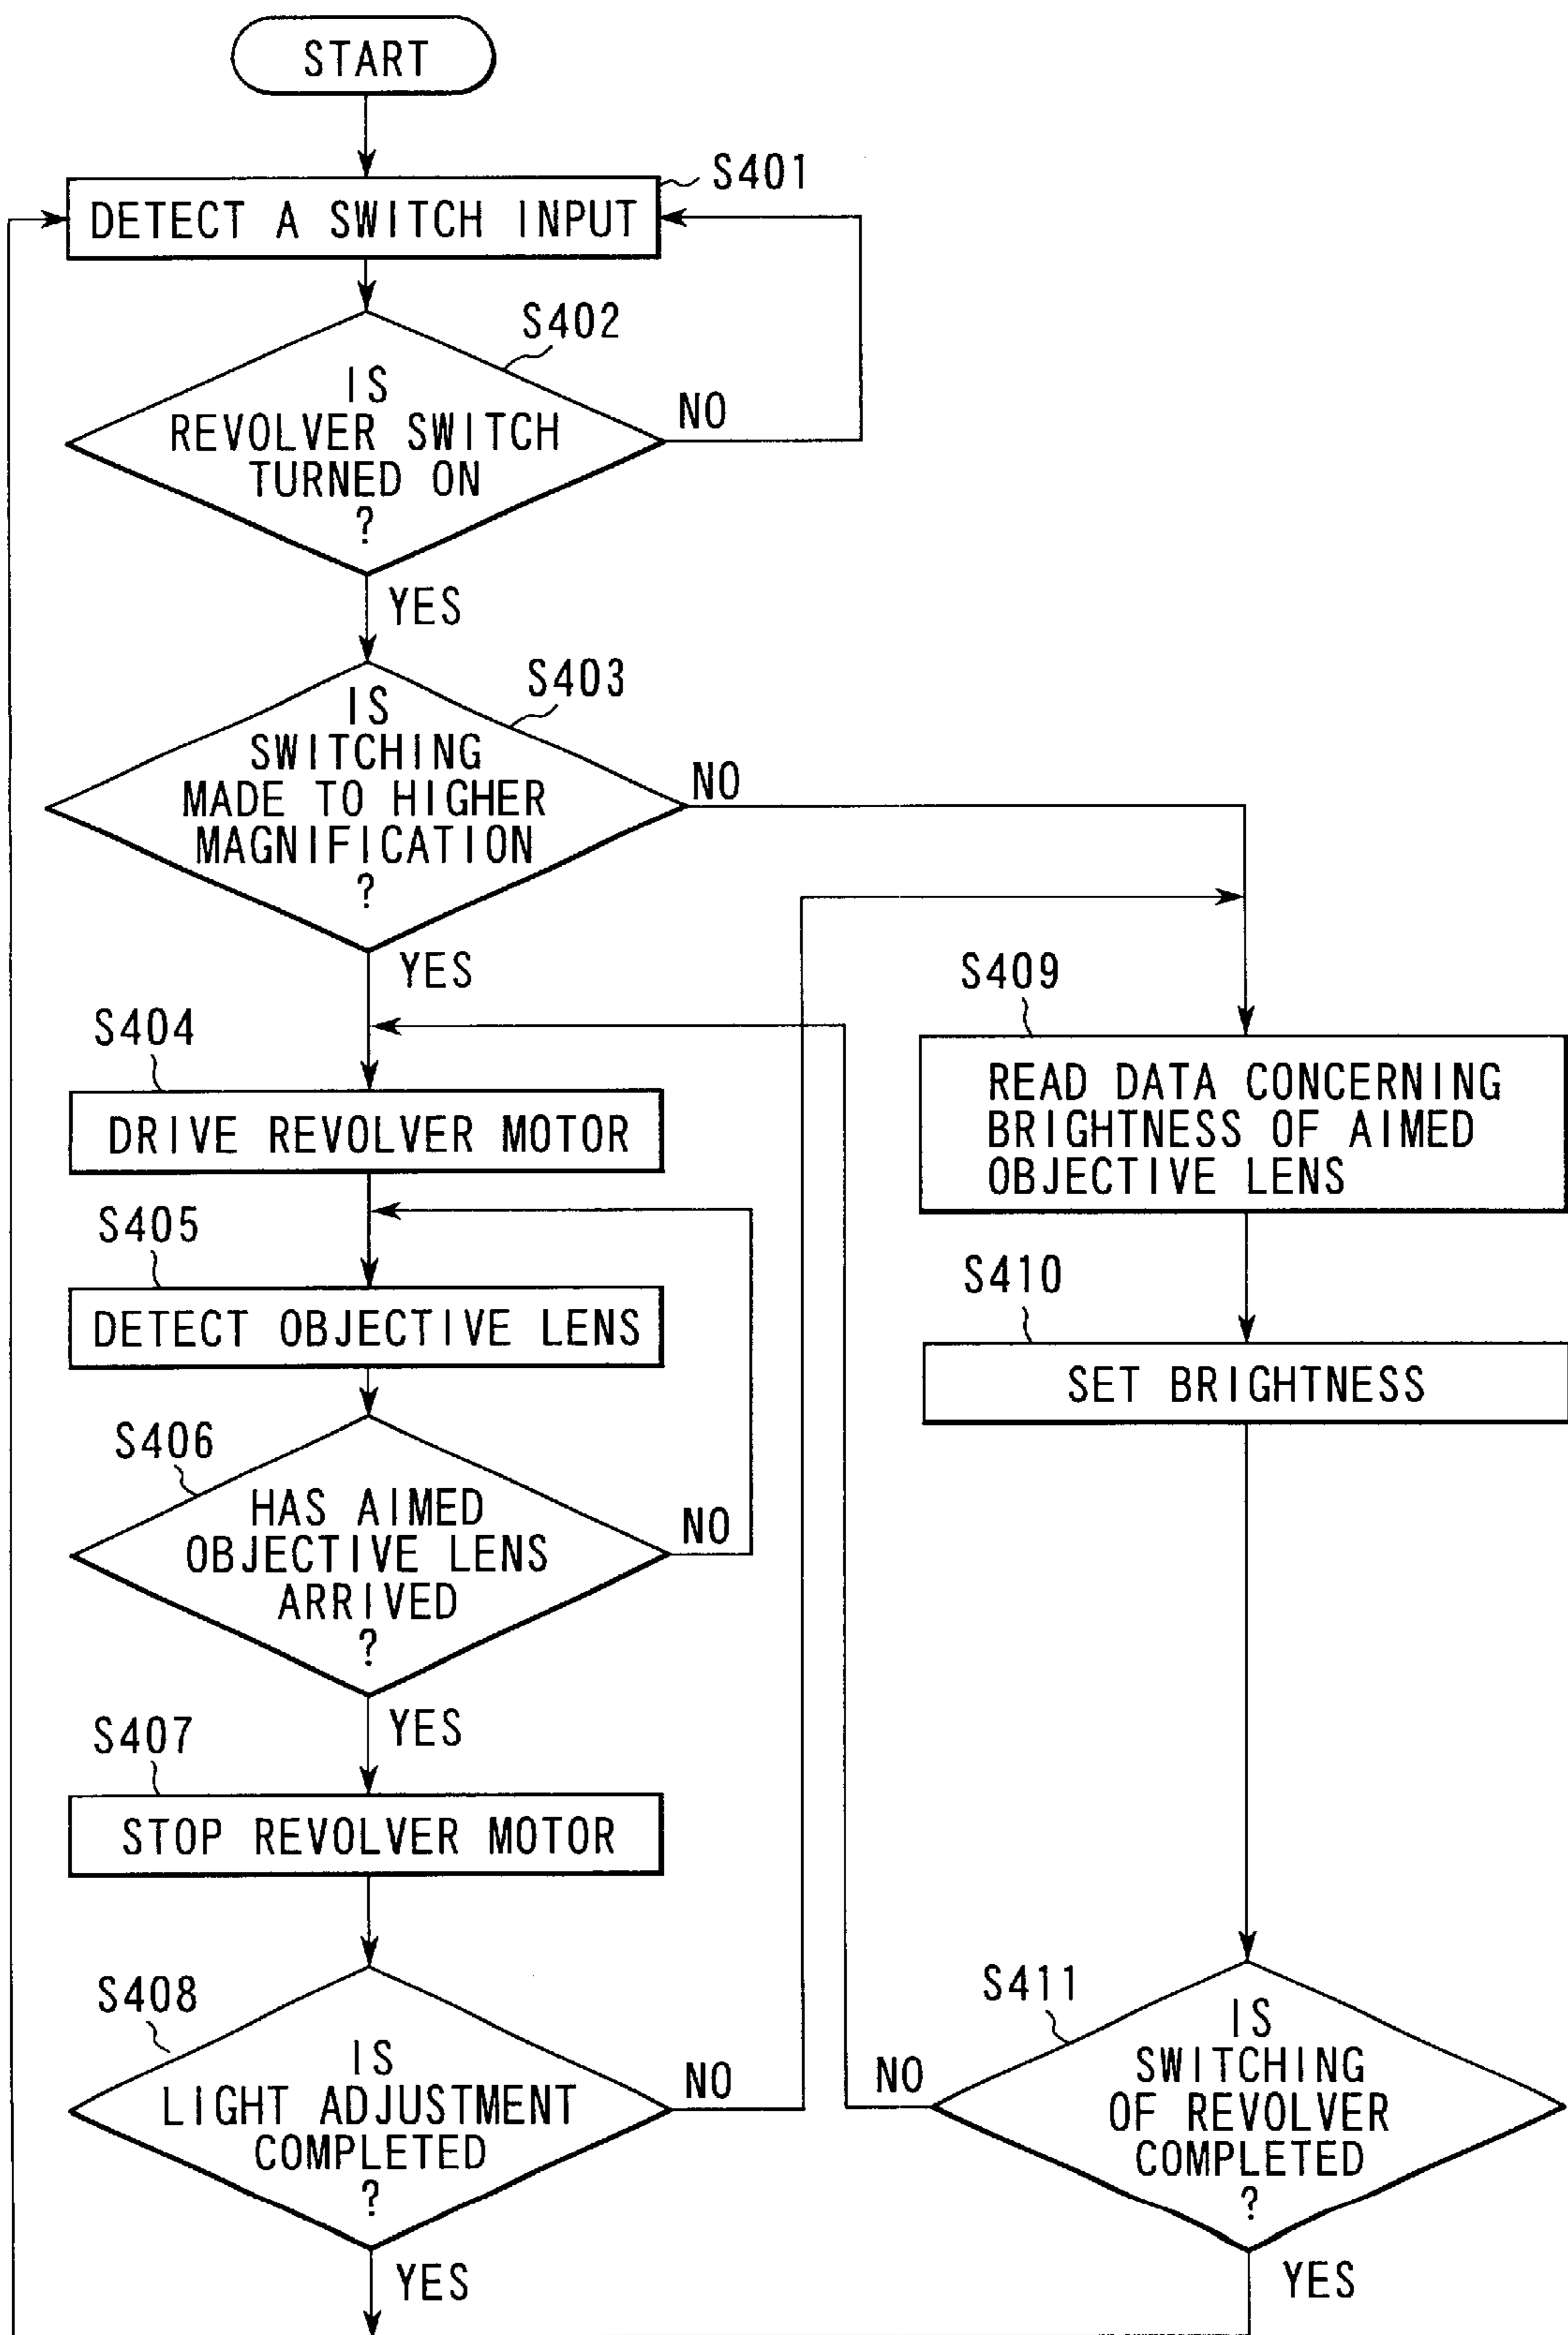 START
S401
DETECT A SWITCH INPUT
S402
IS
REVOLVER SWITCH
TURNED ON
?
NO
YES
S403
IS
SWITCHING
MADE TO HIGHER
MAGNIFICATION
?
NO
YES
S404
DRIVE REVOLVER MOTOR
S405
DETECT OBJECTIVE LENS
S406
HAS AIMED
OBJECTIVE LENS
ARRIVED
?
NO
YES
S407
STOP REVOLVER MOTOR
S408
IS
LIGHT ADJUSTMENT
COMPLETED
?
NO
YES
S409
READ DATA CONCERNING
BRIGHTNESS OF AIMED
OBJECTIVE LENS
S410
SET BRIGHTNESS
S411
IS
SWITCHING
OF REVOLVER
COMPLETED
?
NO
YES